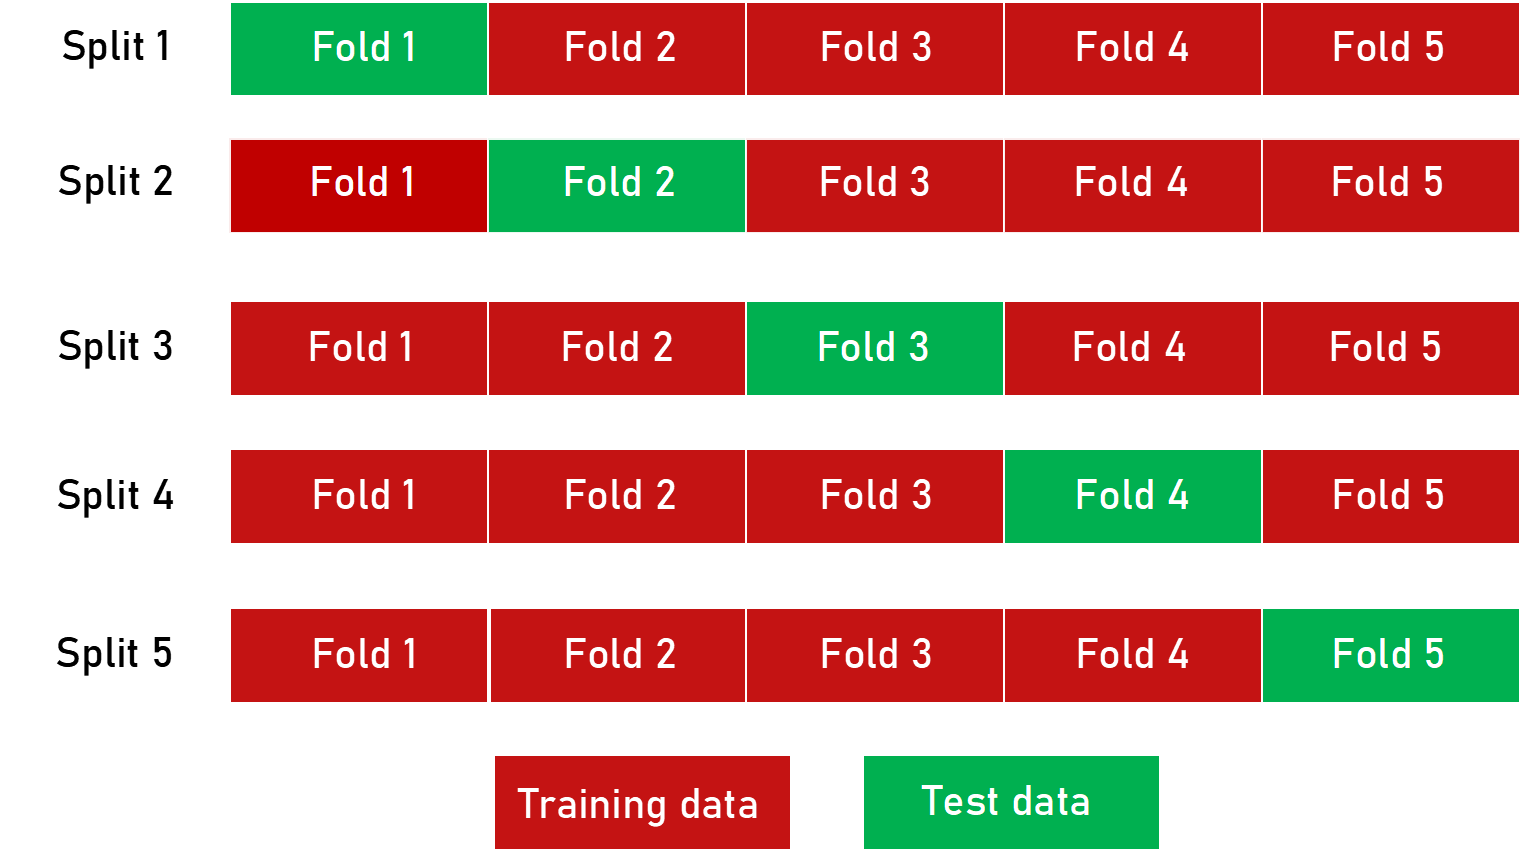 Split 1 Fold 1 Fold 2 Fold 3 Fold 4 Fold 5
Split 2 Fold 1 Fold 2 Fold 3 Fold 4 Fold 5
Split 3 Fold 1 Fold 2 Fold 3 Fold 4 Fold 5
Split 4 Fold 1 Fold 2 Fold 3 Fold 4 Fold 5
Split 5 Fold 1 Fold 2 Fold 3 Fold 4 Fold 5
Training data Test data